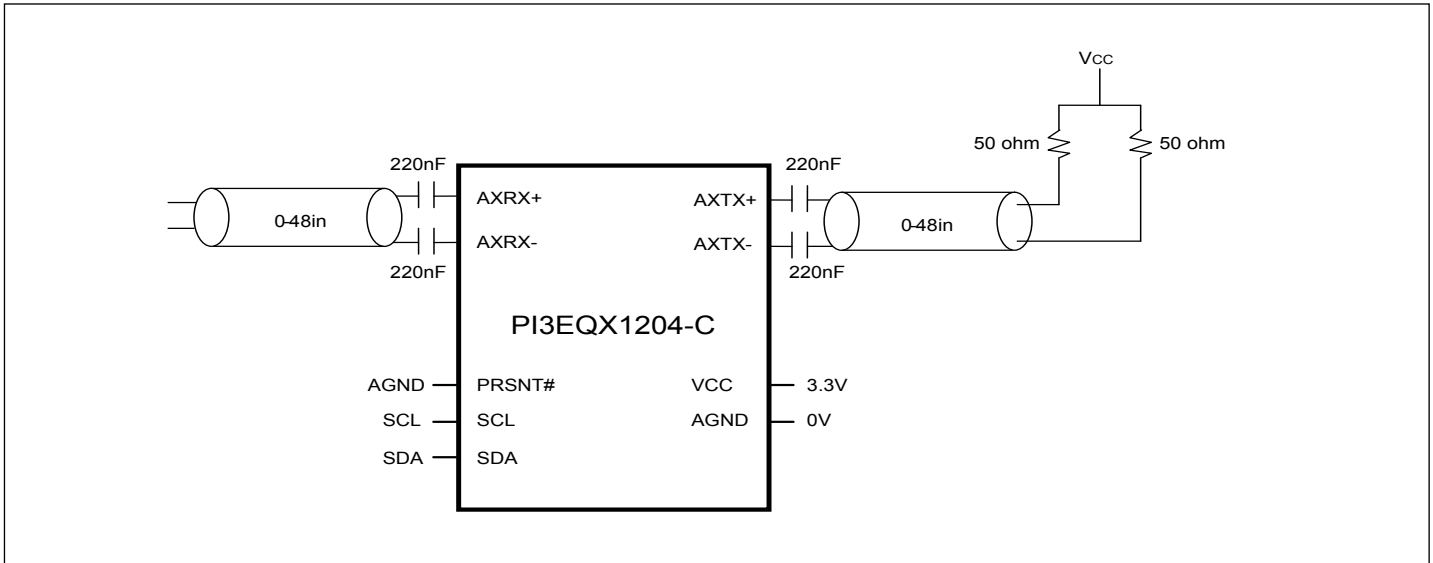 Vcc
50 ohm 50 ohm
220nF 220nF
AXRX+ AXTX+
0-48in 0-48in
AXRX- AXTX-
220nF 220nF
PI3EQX1204-C
AGND PRSNT# VCC 3.3V
SCL SCL AGND 0V
SDA SDA